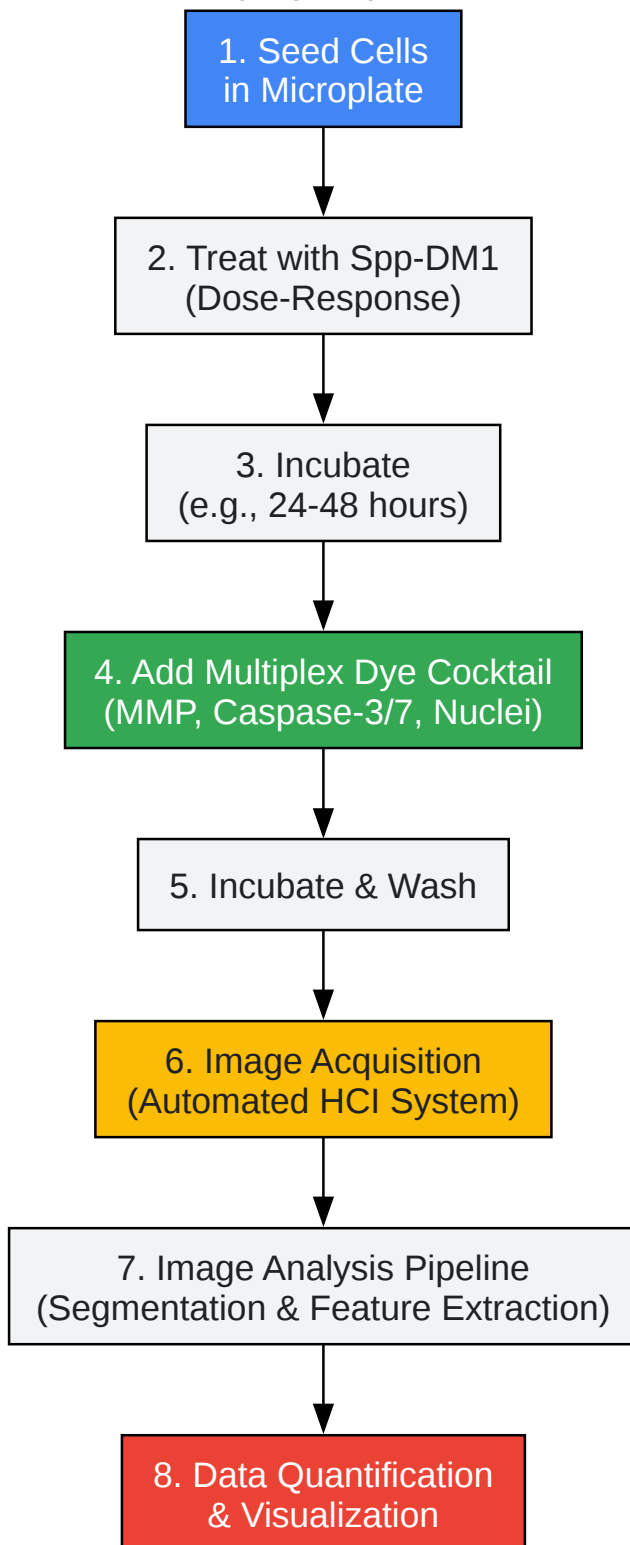 1. Seed Cells
in Microplate
2. Treat with Spp-DM1
(Dose-Response)
3. Incubate
(e.g., 24-48 hours)
4. Add Multiplex Dye Cocktail
(MMP, Caspase-3/7, Nuclei)
5. Incubate & Wash
6. Image Acquisition
(Automated HCI System)
7. Image Analysis Pipeline
(Segmentation & Feature Extraction)
8. Data Quantification
& Visualization